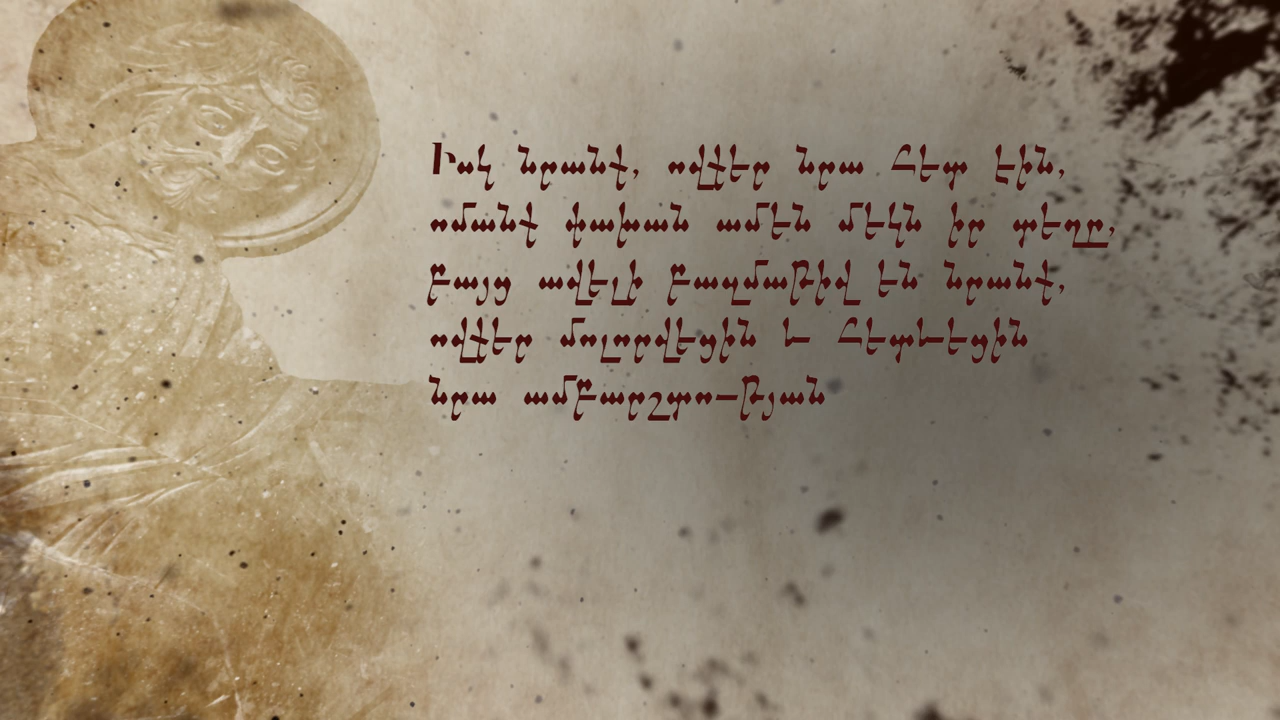 Իսկ նրանք, ովքեր նրա հետ էին,
ոմանք փախան ամեն մեկն իր տեղը,
Բայց ավելի բազմաթիվ են նրանք,
ովքեր մոլորվեցին և հետևեցին
նրա ամբարշտության